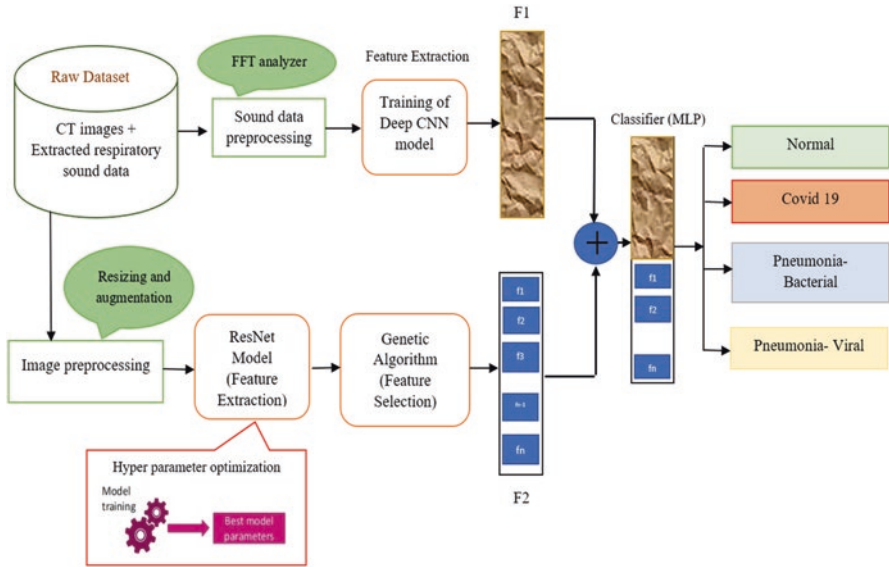 F1
FFT analyzer
Feature Extraction
Raw Dataset
CT images +
Extracted respiratory
sound data
Sound data
preprocessing
Training of
Deep CNN
model
Classifier (MLP)
Normal
Covid 19
Pneumonia-
Bacterial
Pneumonia- Viral
+
f1
f2
fn
Resizing and
augmentation
Image preprocessing
ResNet
Model
(Feature
Extraction)
Genetic
Algorithm
(Feature
Selection)
f1
f2
f3
fn
F2
Hyper parameter optimization
Model
training
Best model
parameters